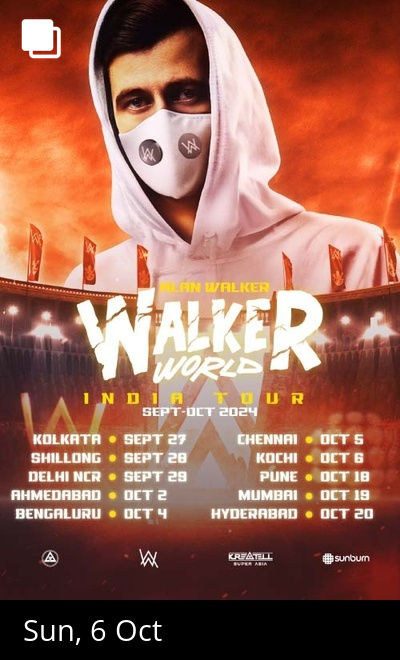 ALAN WALKER
WALKER
WORLD
INDIA TOUR
SEPT-OCT 2024
KOLKATA • SEPT 27
SHILLONG • SEPT 28
DELHI NCR • SEPT 29
AHMEDABAD • OCT 2
BENGALURU • OCT 4
CHENNAI • OCT 5
KOCHI • OCT 6
PUNE • OCT 18
MUMBAI • OCT 19
HYDERABAD • OCT 20
KREATELL
SUPER ASIA
sunburn
Sun, 6 Oct